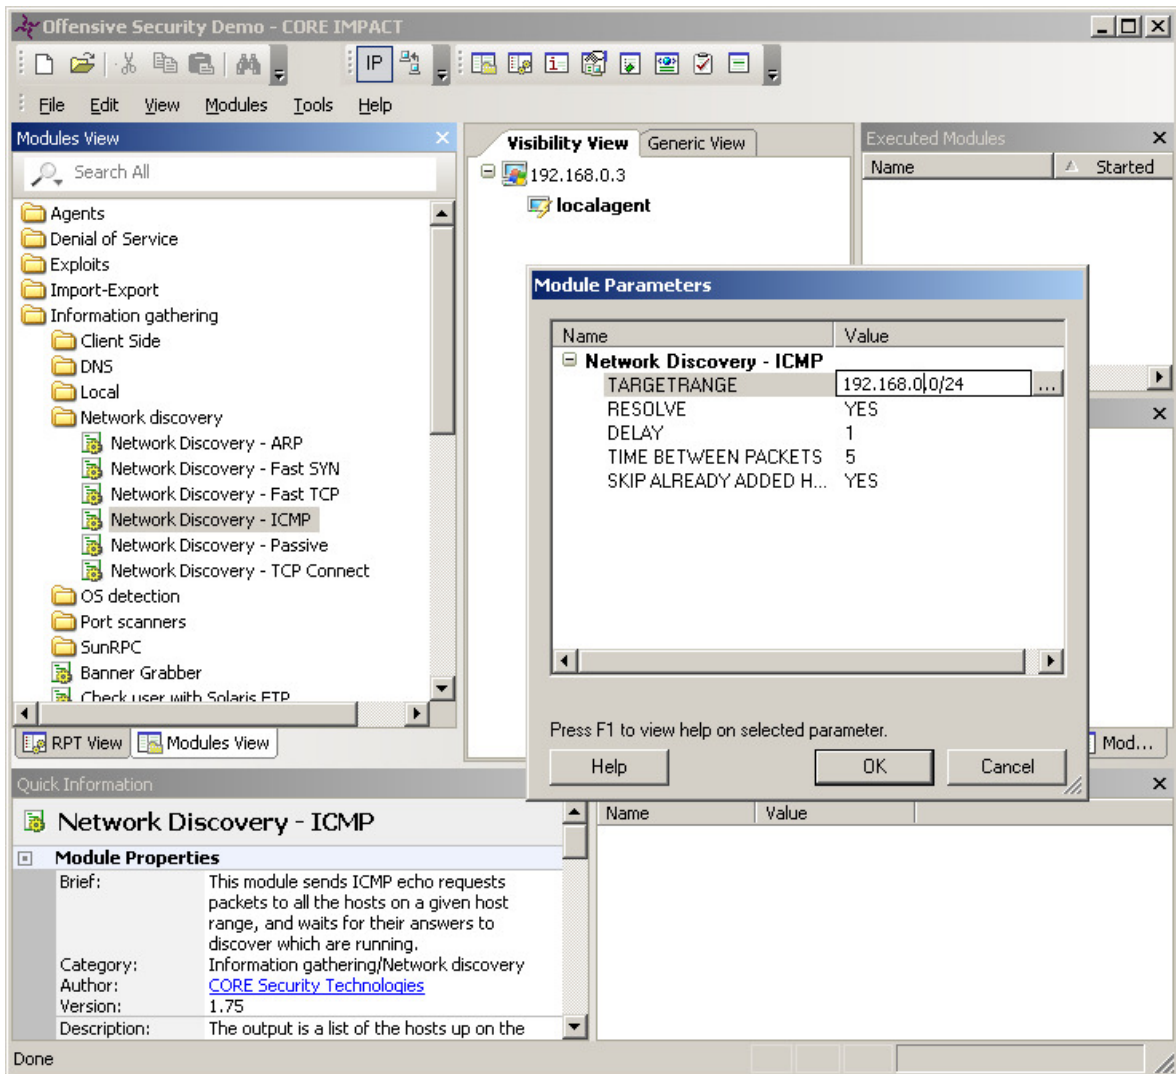 Offensive Security Demo - CORE IMPACT
IP
File Edit View Modules Tools Help
Modules View
Search All
Agents
Denial of Service
Exploits
Import-Export
Information gathering
Client Side
DNS
Local
Network discovery
Network Discovery - ARP
Network Discovery - Fast SYN
Network Discovery - Fast TCP
Network Discovery - ICMP
Network Discovery - Passive
Network Discovery - TCP Connect
OS detection
Port scanners
SunRPC
Banner Grabber
Check user with Solaris FTP
RPT View Modules View
Visibility View Generic View
192.168.0.3
localagent
Executed Modules
Name Started
Module Parameters
Name Value
Network Discovery - ICMP
TARGETRANGE 192.168.0.0/24 ...
RESOLVE YES
DELAY 1
TIME BETWEEN PACKETS 5
SKIP ALREADY ADDED H... YES
Press F1 to view help on selected parameter.
Help OK Cancel
Mod...
Quick Information
Network Discovery - ICMP
Module Properties
Brief: This module sends ICMP echo requests
packets to all the hosts on a given host
range, and waits for their answers to
discover which are running.
Category: Information gathering/Network discovery
Author: CORE Security Technologies
Version: 1.75
Description: The output is a list of the hosts up on the
Name Value
Done